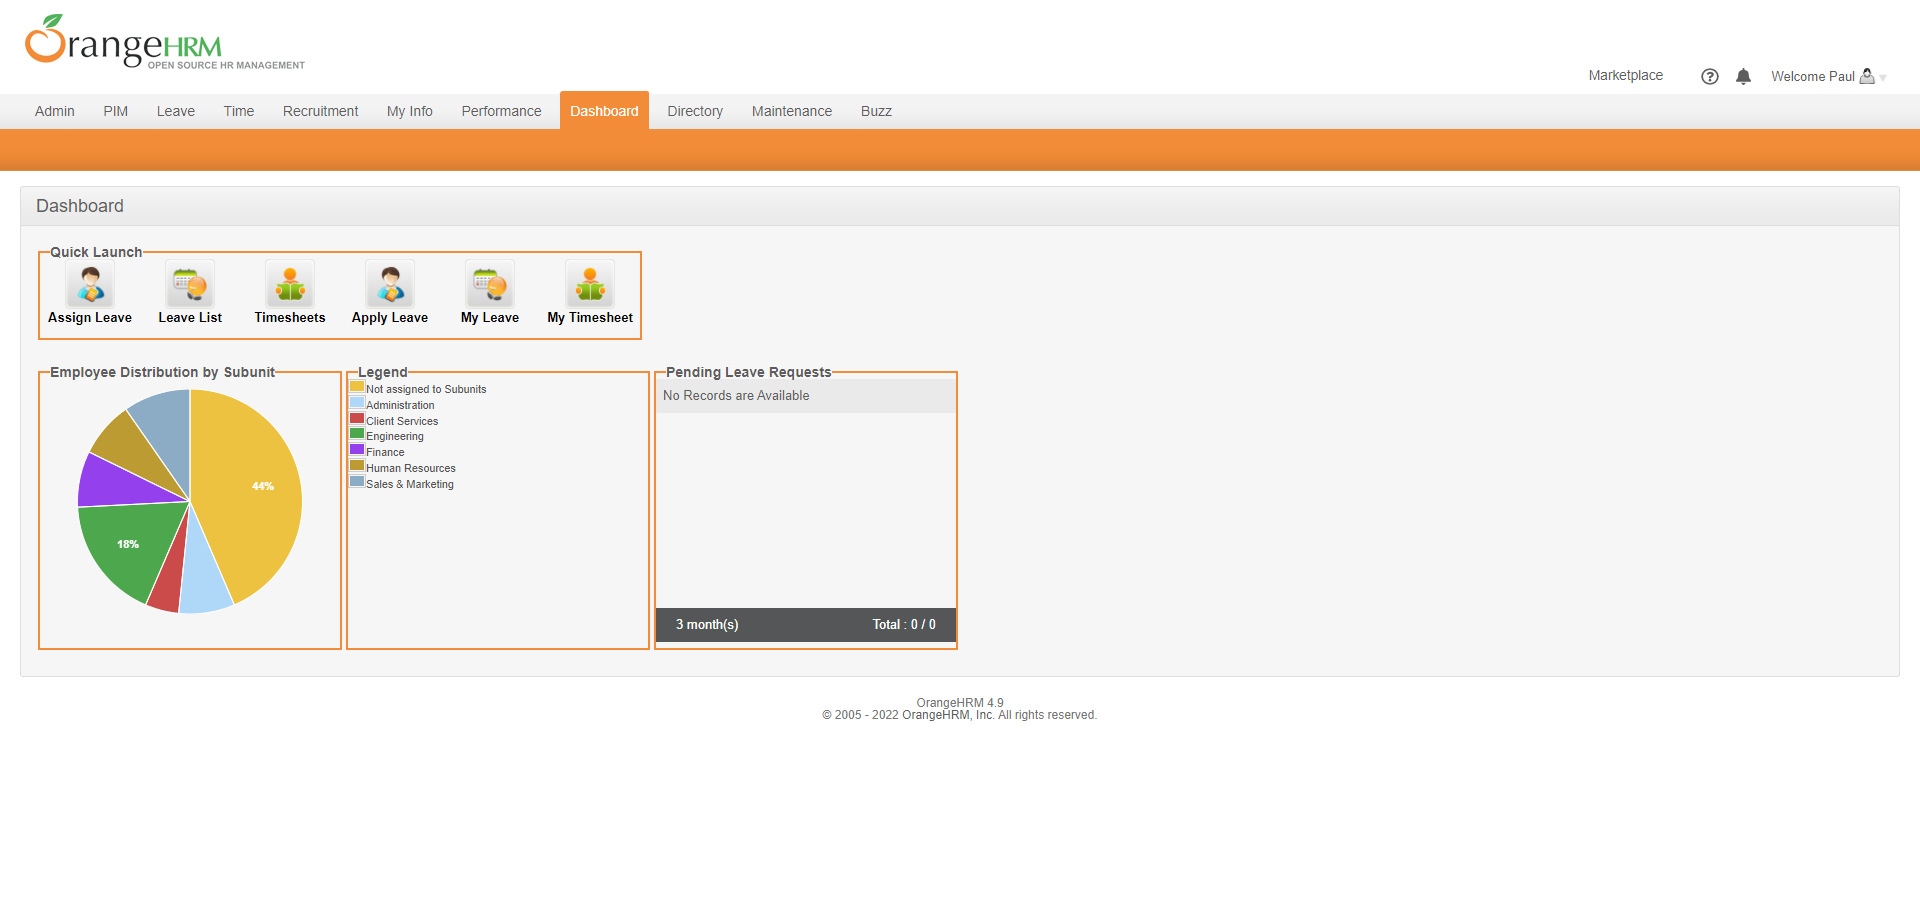 OrangeHRM
OPEN SOURCE HR MANAGEMENT
Marketplace ? Welcome Paul
Admin PIM Leave Time Recruitment My Info Performance Dashboard Directory Maintenance Buzz
Dashboard
Quick Launch
Assign Leave Leave List Timesheets Apply Leave My Leave My Timesheet
Employee Distribution by Subunit
44%
18%
Legend
Not assigned to Subunits
Administration
Client Services
Engineering
Finance
Human Resources
Sales & Marketing
Pending Leave Requests
No Records are Available
3 month(s) Total : 0 / 0
OrangeHRM 4.9
© 2005 - 2022 OrangeHRM, Inc. All rights reserved.